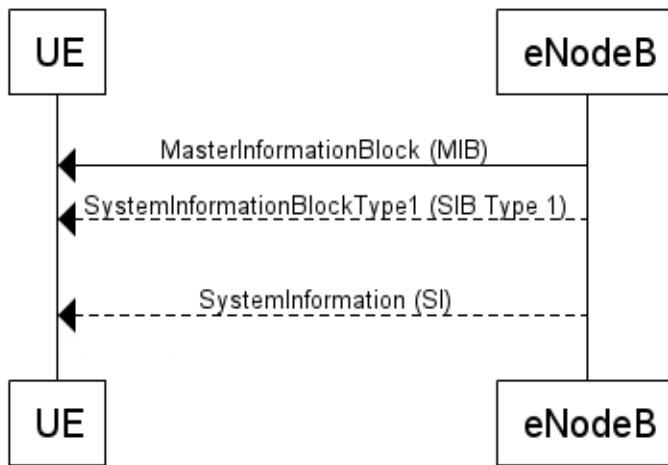 UE
eNodeB
MasterInformationBlock (MIB)
SystemInformationBlockType1 (SIB Type 1)
SystemInformation (SI)
UE
eNodeB